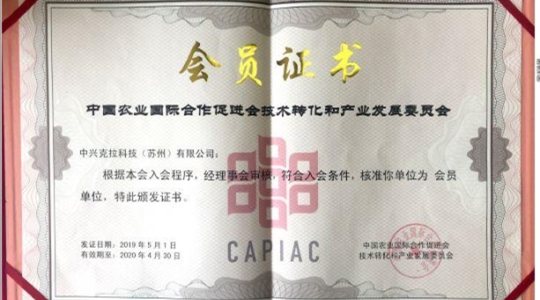 会员证书
中国农业国际合作促进会技术转化和产业发展委员会
中兴克拉科技（苏州）有限公司：
根据本会入会程序，经理事会审核，符合入会条件，核准你单位为 会员
单位，特此颁发证书。
CAPIAC
发证日期：2019 年 5 月 1 日
有效期至：2020 年 4 月 30 日
中国农业国际合作促进会
技术转化和产业发展委员会